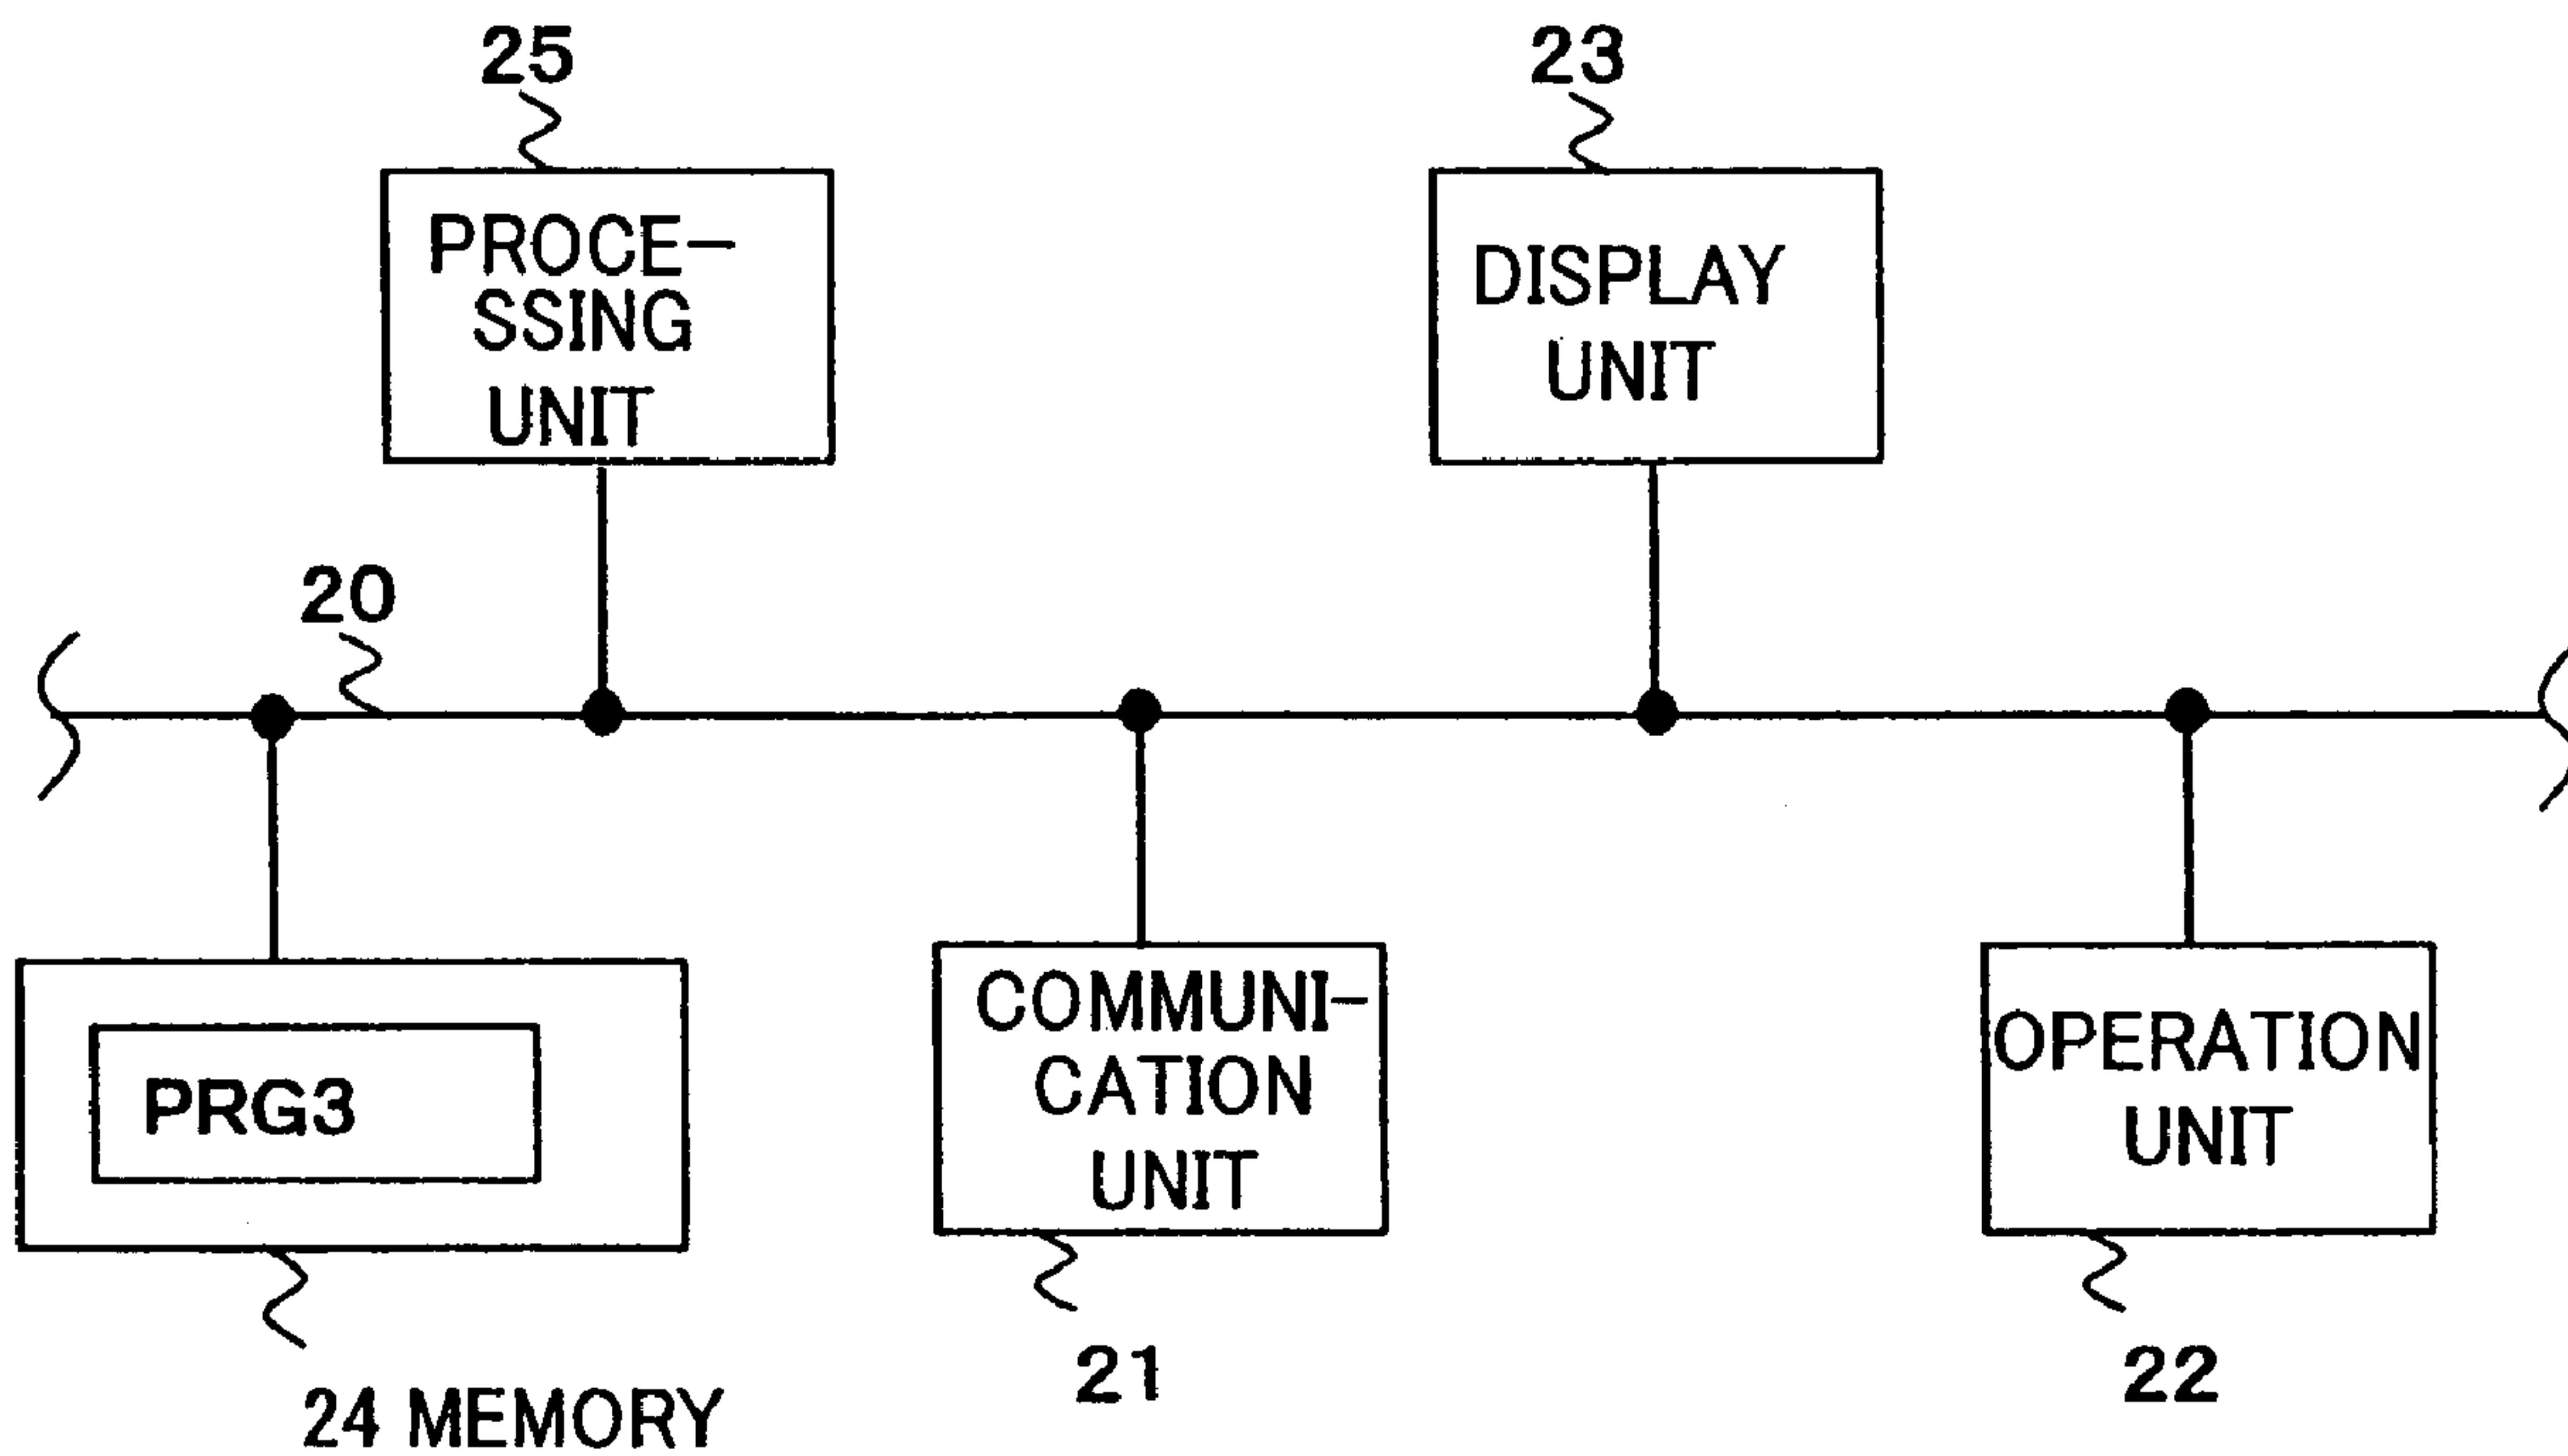 25
23
PROCE-
SSING
UNIT
DISPLAY
UNIT
20
PRG3
COMMUNI-
CATION
UNIT
OPERATION
UNIT
24 MEMORY
21
22